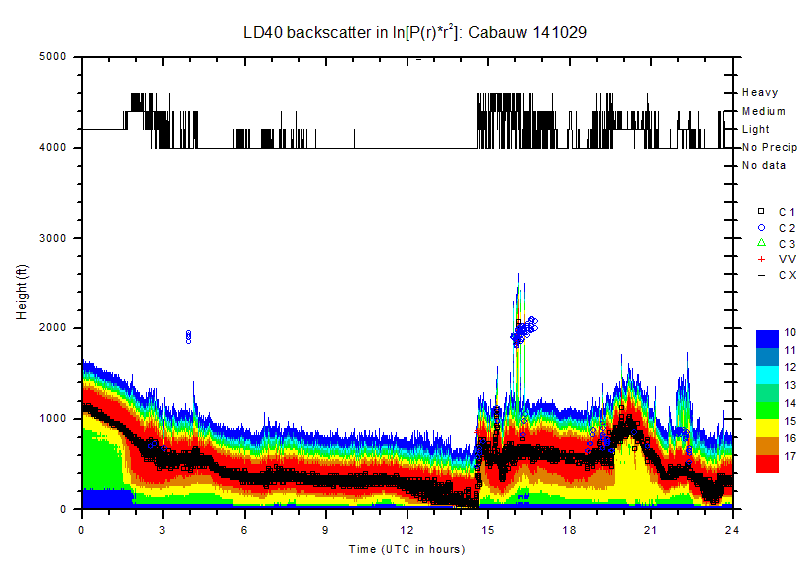 LD40 backscatter in ln[P(r)*r²]: Cabauw 141029
5000
4000
3000
2000
1000
0
Height (ft)
0 3 6 9 12 15 18 21 24
Time (UTC in hours)
Heavy
Medium
Light
No Precip
No data
C1
C2
C3
VV
CX
10
11
12
13
14
15
16
17